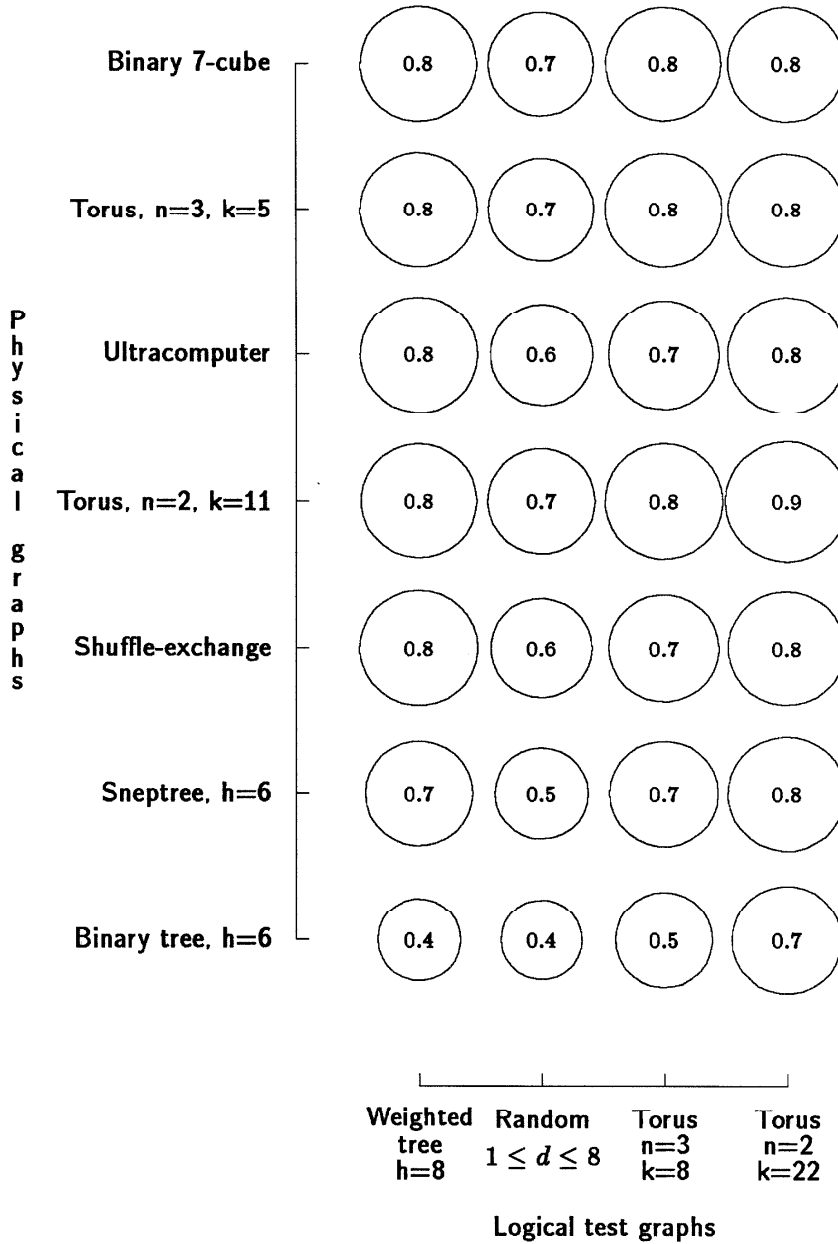 Binary 7-cube 0.8 0.7 0.8 0.8
Torus, n=3, k=5 0.8 0.7 0.8 0.8
Ultracomputer 0.8 0.6 0.7 0.8
Torus, n=2, k=11 0.8 0.7 0.8 0.9
Shuffle-exchange 0.8 0.6 0.7 0.8
Sneptree, h=6 0.7 0.5 0.7 0.8
Binary tree, h=6 0.4 0.4 0.5 0.7
Physical graphs
Weighted Random Torus Torus
tree 1 ≤ d ≤ 8 n=3 n=2
h=8 k=8 k=22
Logical test graphs